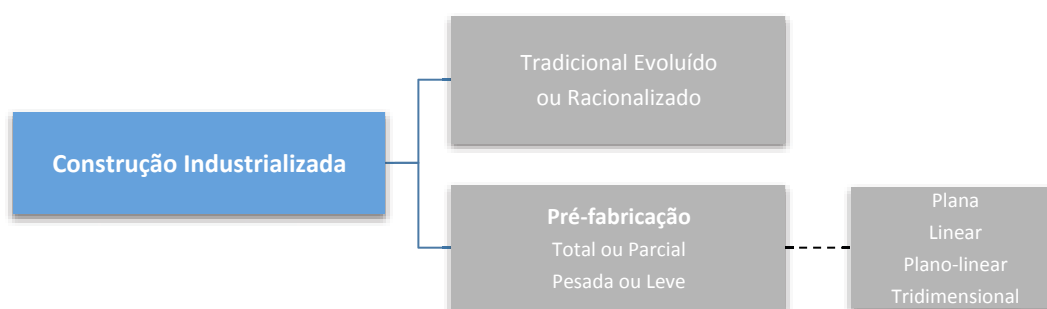 Construção Industrializada
Tradicional Evoluído
ou Racionalizado
Pré-fabricação
Total ou Parcial
Pesada ou Leve
Plana
Linear
Plano-linear
Tridimensional